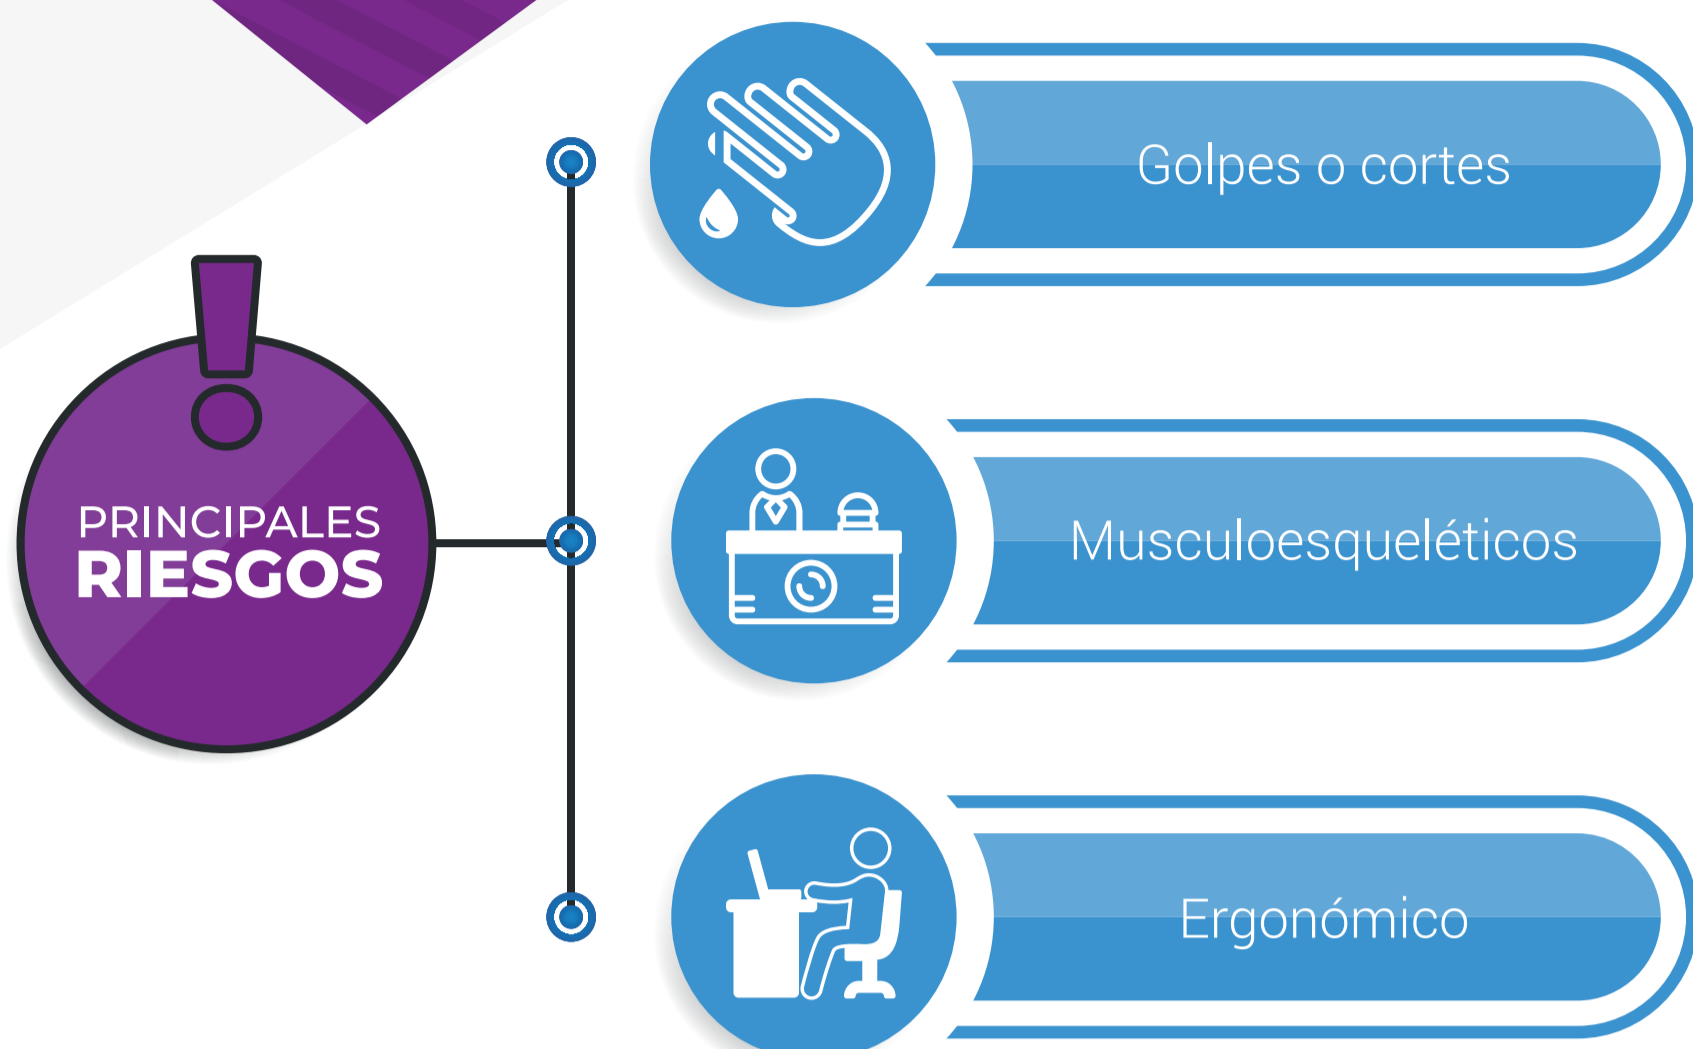 PRINCIPALES
RIESGOS
Golpes o cortes
Musculoesqueléticos
Ergonómico